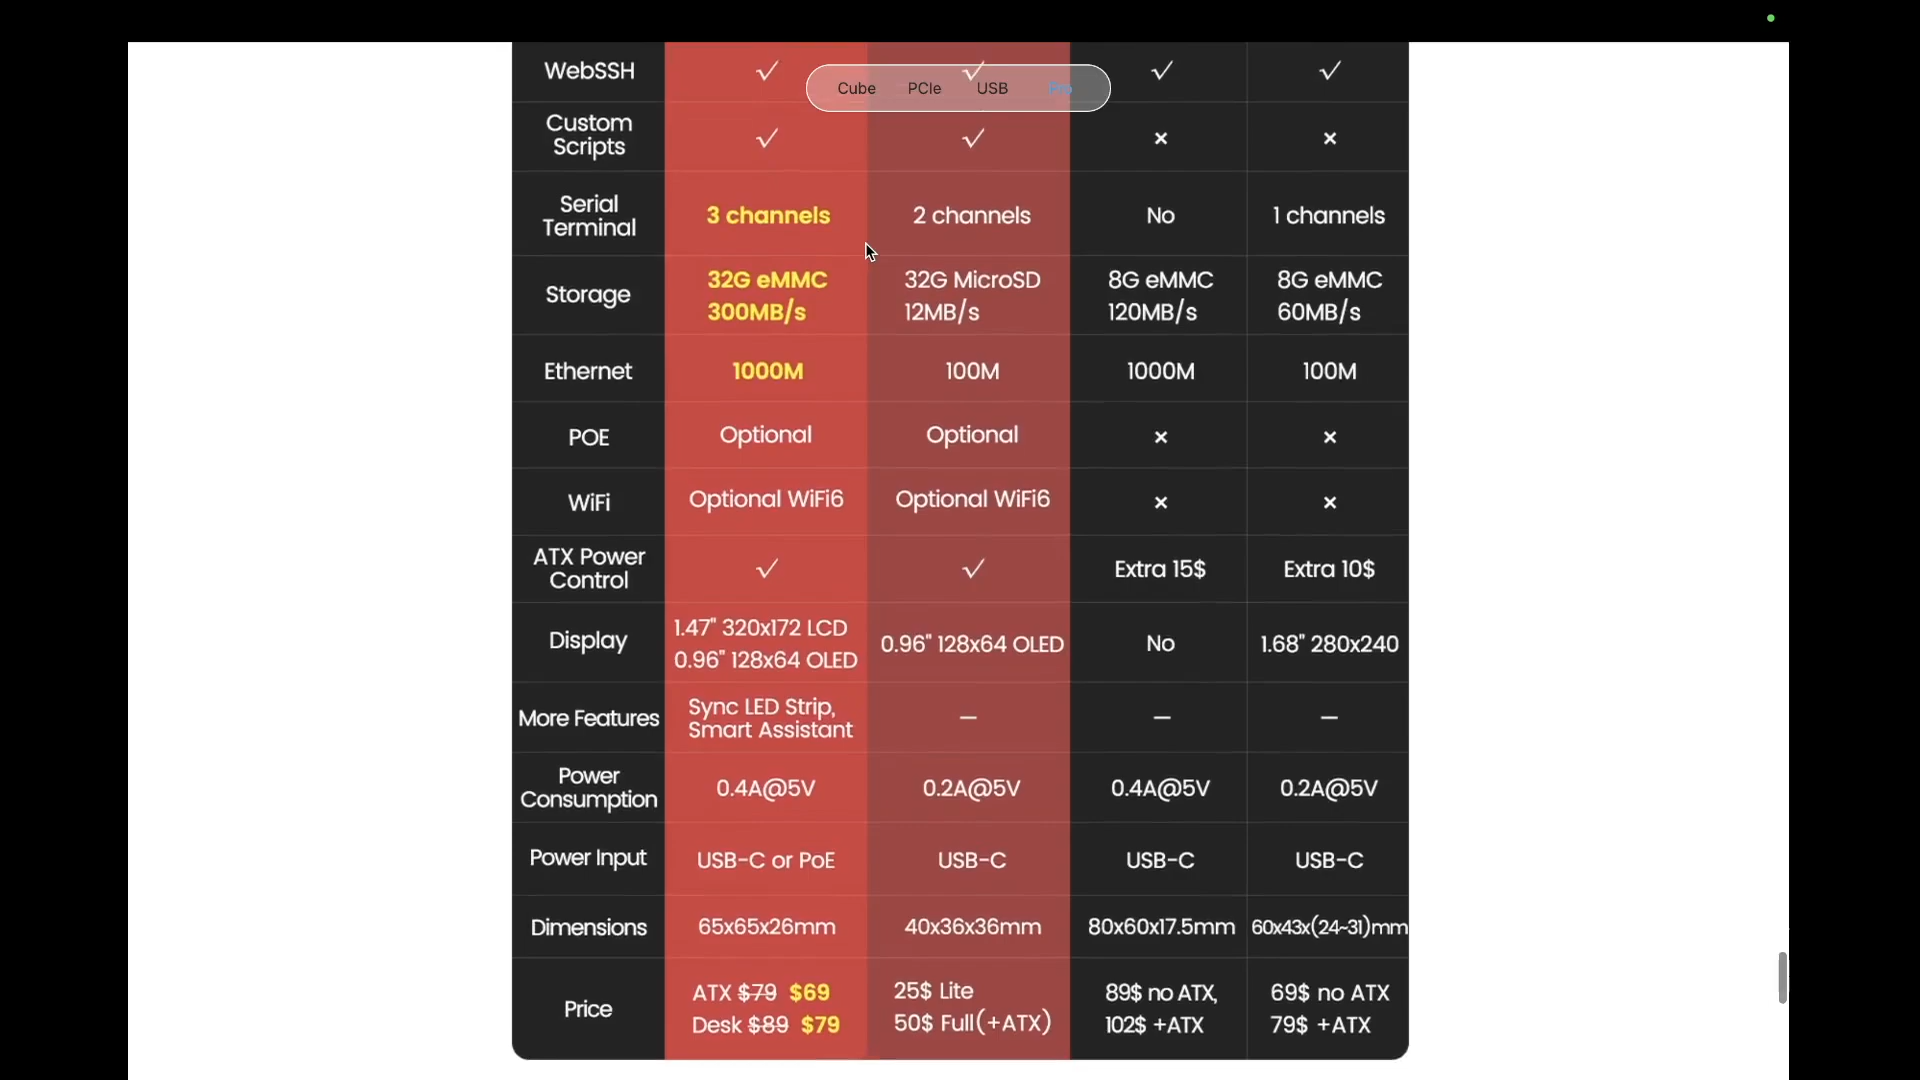 WebSSH √ √ √ √
Cube PCIe USB Pro
Custom
Scripts √ √ × ×
Serial
Terminal 3 channels 2 channels No 1 channels
Storage 32G eMMC 32G MicroSD 8G eMMC 8G eMMC
300MB/s 12MB/s 120MB/s 60MB/s
Ethernet 1000M 100M 1000M 100M
POE Optional Optional × ×
WiFi Optional WiFi6 Optional WiFi6 × ×
ATX Power
Control √ √ Extra 15$ Extra 10$
Display 1.47" 320x172 LCD
0.96" 128x64 OLED 0.96" 128x64 OLED No 1.68" 280x240
More Features Sync LED Strip,
Smart Assistant – – –
Power
Consumption 0.4A@5V 0.2A@5V 0.4A@5V 0.2A@5V
Power Input USB-C or PoE USB-C USB-C USB-C
Dimensions 65x65x26mm 40x36x36mm 80x60x17.5mm 60x43x(24~31)mm
Price ATX $79 $69 25$ Lite 89$ no ATX, 69$ no ATX
Desk $89 $79 50$ Full(+ATX) 102$ +ATX 79$ +ATX